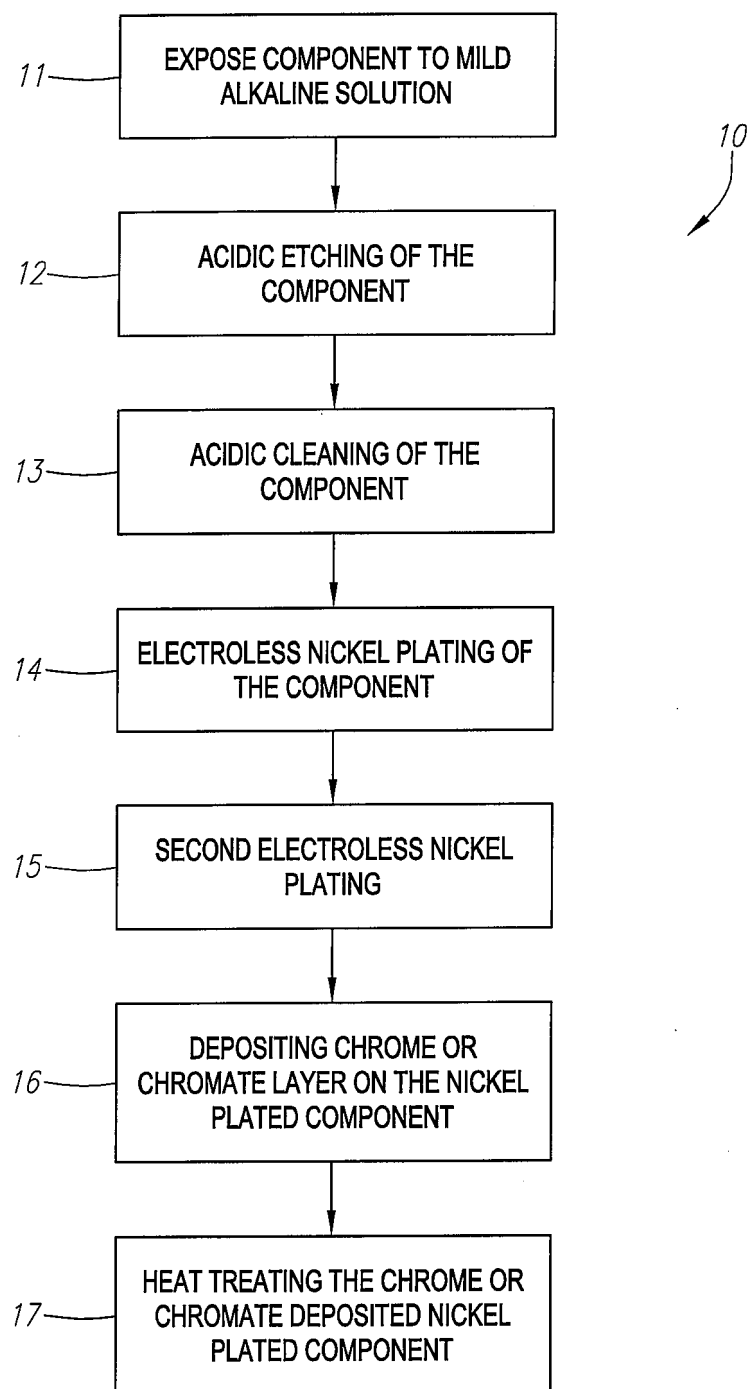 11
EXPOSE COMPONENT TO MILD
ALKALINE SOLUTION
10
12
ACIDIC ETCHING OF THE
COMPONENT
13
ACIDIC CLEANING OF THE
COMPONENT
14
ELECTROLESS NICKEL PLATING OF
THE COMPONENT
15
SECOND ELECTROLESS NICKEL
PLATING
16
DEPOSITING CHROME OR
CHROMATE LAYER ON THE NICKEL
PLATED COMPONENT
17
HEAT TREATING THE CHROME OR
CHROMATE DEPOSITED NICKEL
PLATED COMPONENT